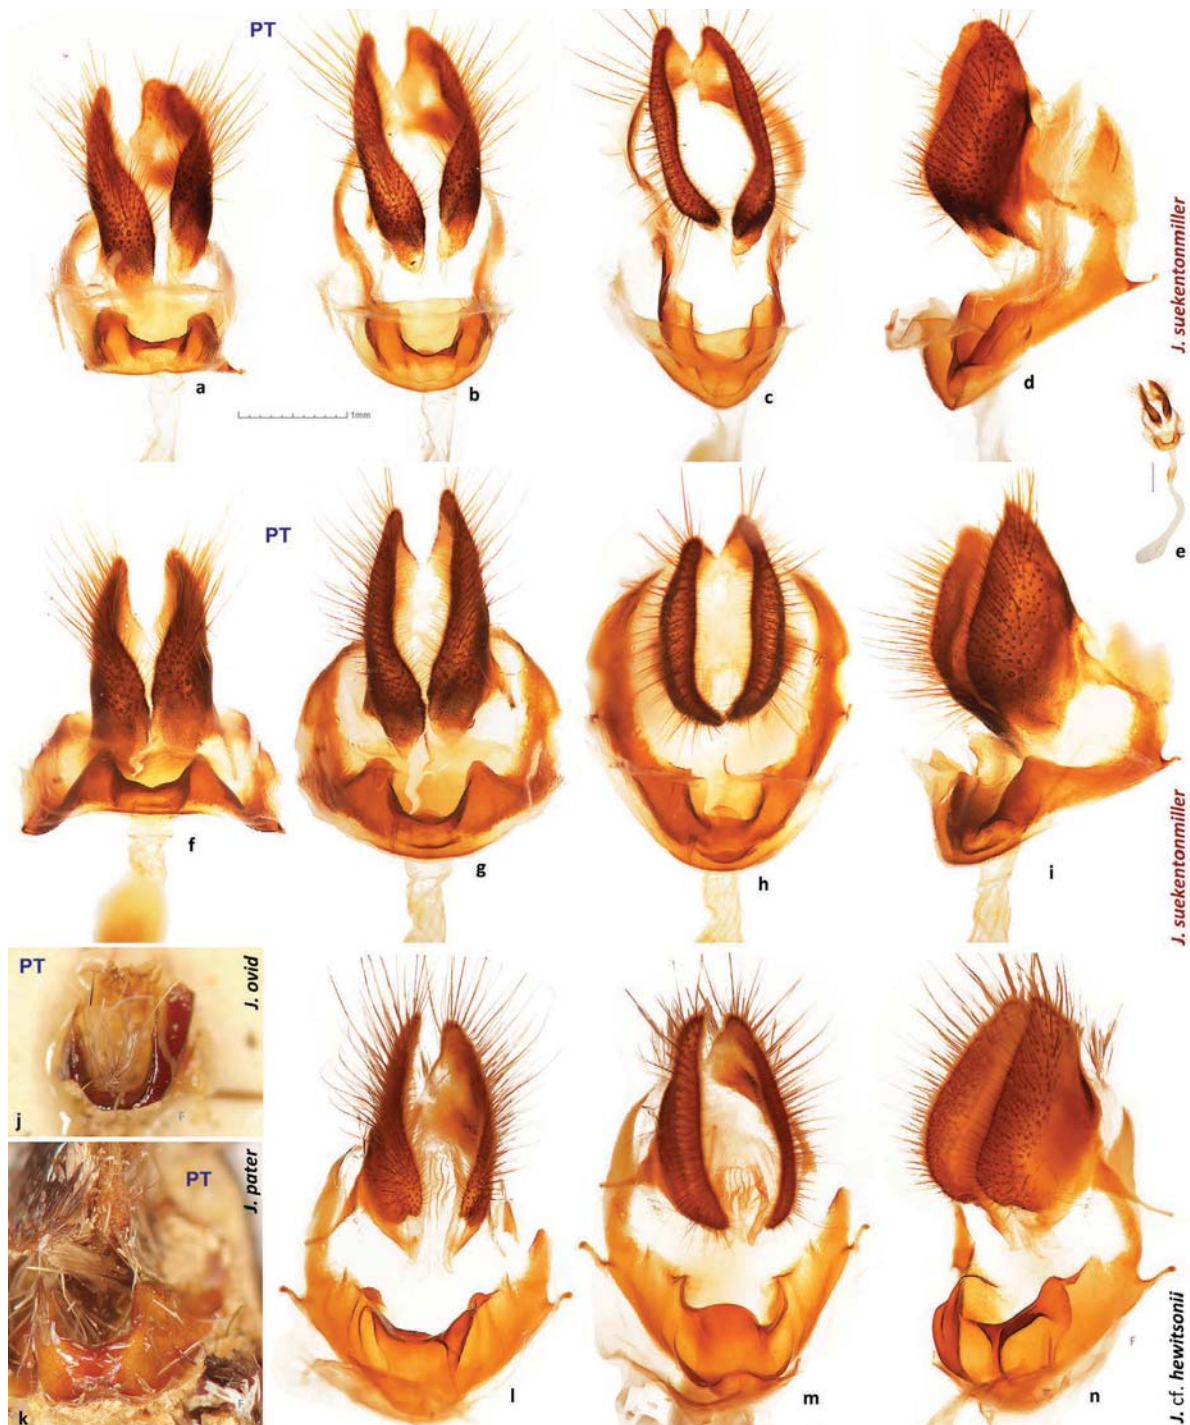 PT
J. suekentonmiller
a
b
c
d
1mm
e
PT
J. suekentonmiller
f
g
h
i
PT
J. ovid
j
F
PT
J. pater
k
F
l
m
n
F
J. cf. hewitsonii